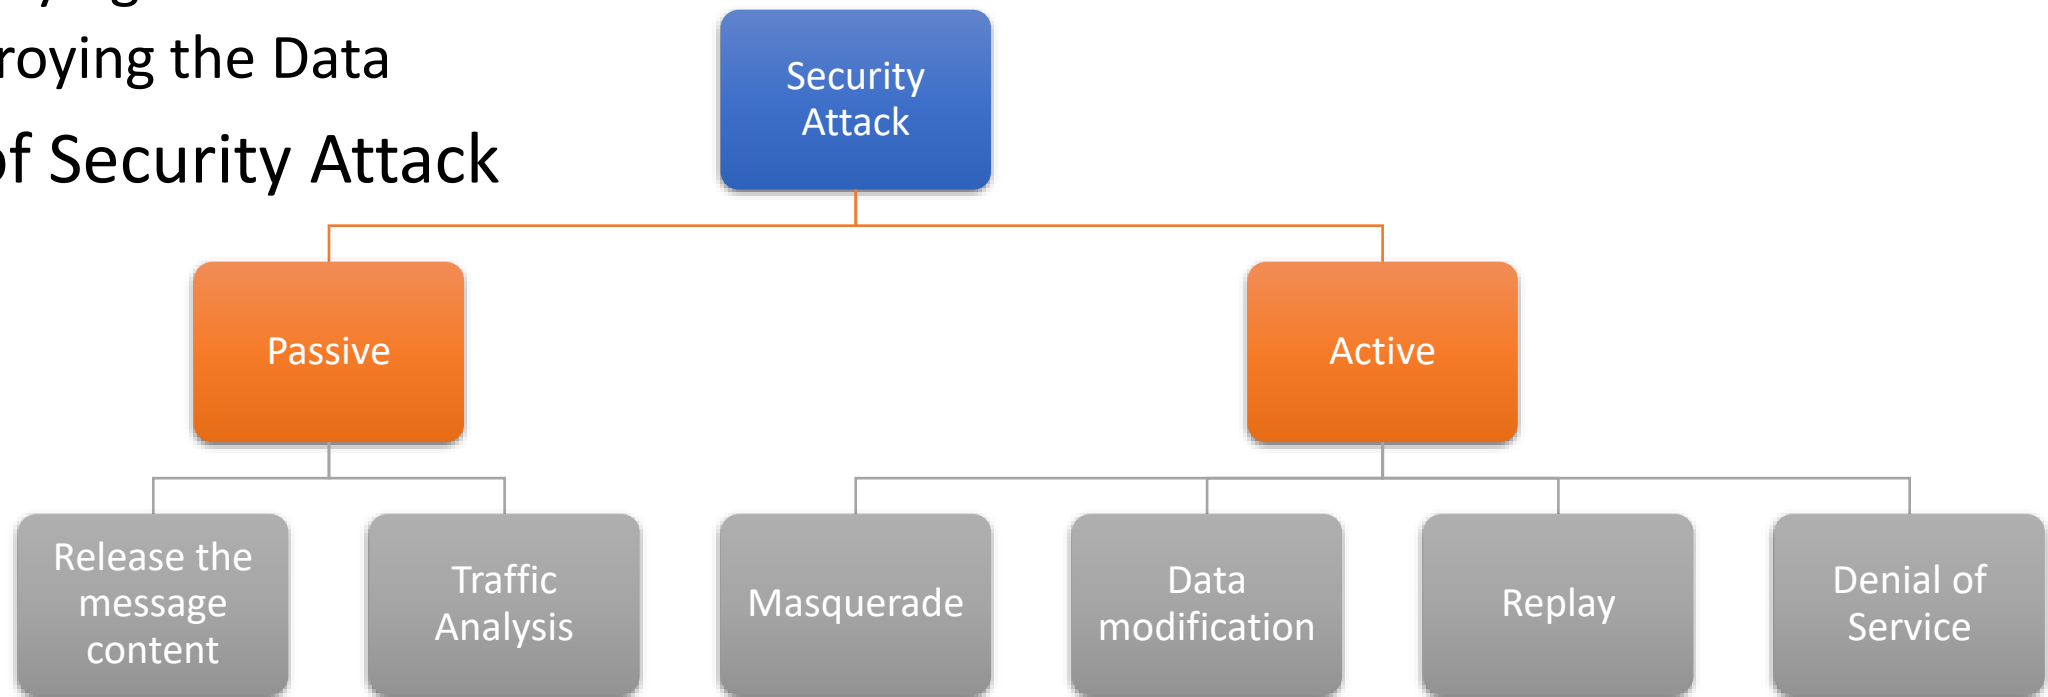 roying the Data
of Security Attack
Security
Attack
Passive
Active
Release the
message
content
Traffic
Analysis
Masquerade
Data
modification
Replay
Denial of
Service